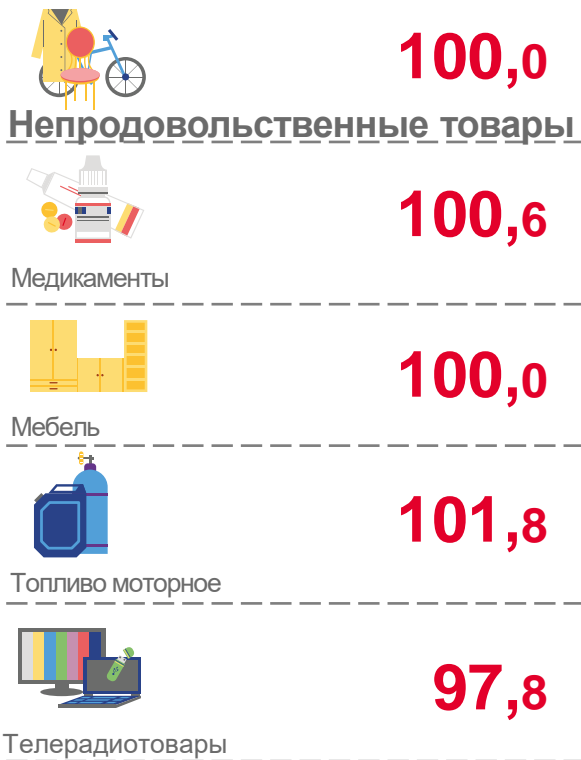 100,0
Непродовольственные товары
100,6
Медикаменты
100,0
Мебель
101,8
Топливо моторное
97,8
Телерадиотовары